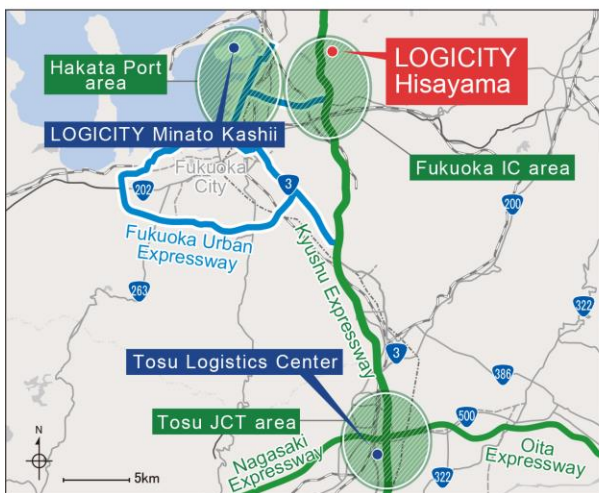 Hakata Port
area
LOGICITY
Hisayama
LOGICITY Minato Kashii
Fukuoka IC area
Fukuoka
City
202
3
200
Fukuoka Urban
Expressway
Kyushu Expressway
263
322
Tosu Logistics Center
3
386
Tosu JCT area
500
Nagasaki
Expressway
Oita
Expressway
322
N
5km